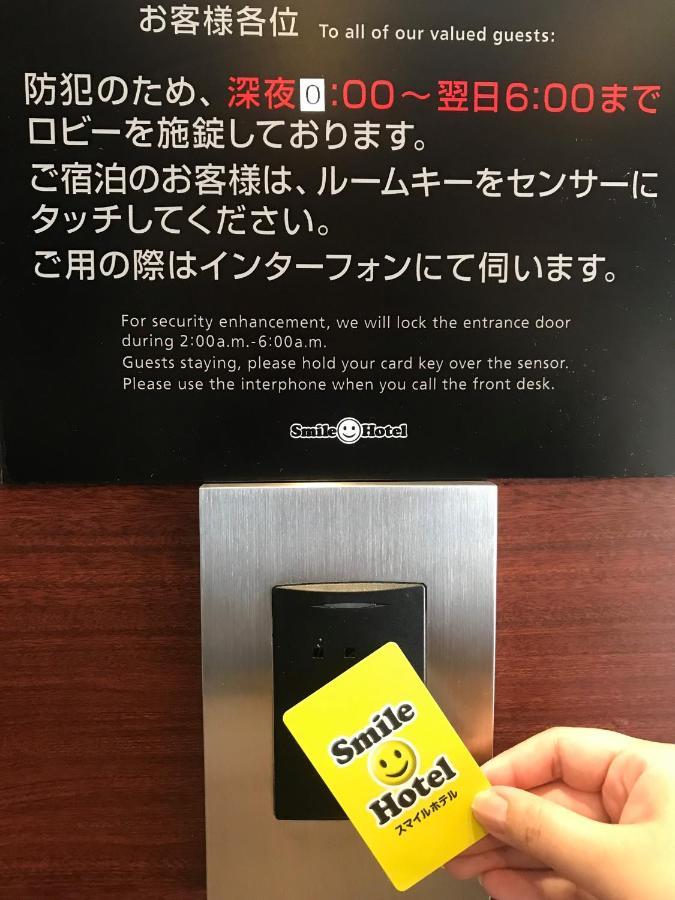 お客様各位 To all of our valued guests:
防犯のため、深夜0:00～翌日6:00まで
ロビーを施錠しております。
ご宿泊のお客様は、ルームキーをセンサーに
タッチしてください。
ご用の際はインターフォンにて伺います。
For security enhancement, we will lock the entrance door
during 2:00a.m.-6:00a.m.
Guests staying, please hold your card key over the sensor.
Please use the interphone when you call the front desk.
Smile Hotel
Smile
Hotel
スマイルホテル